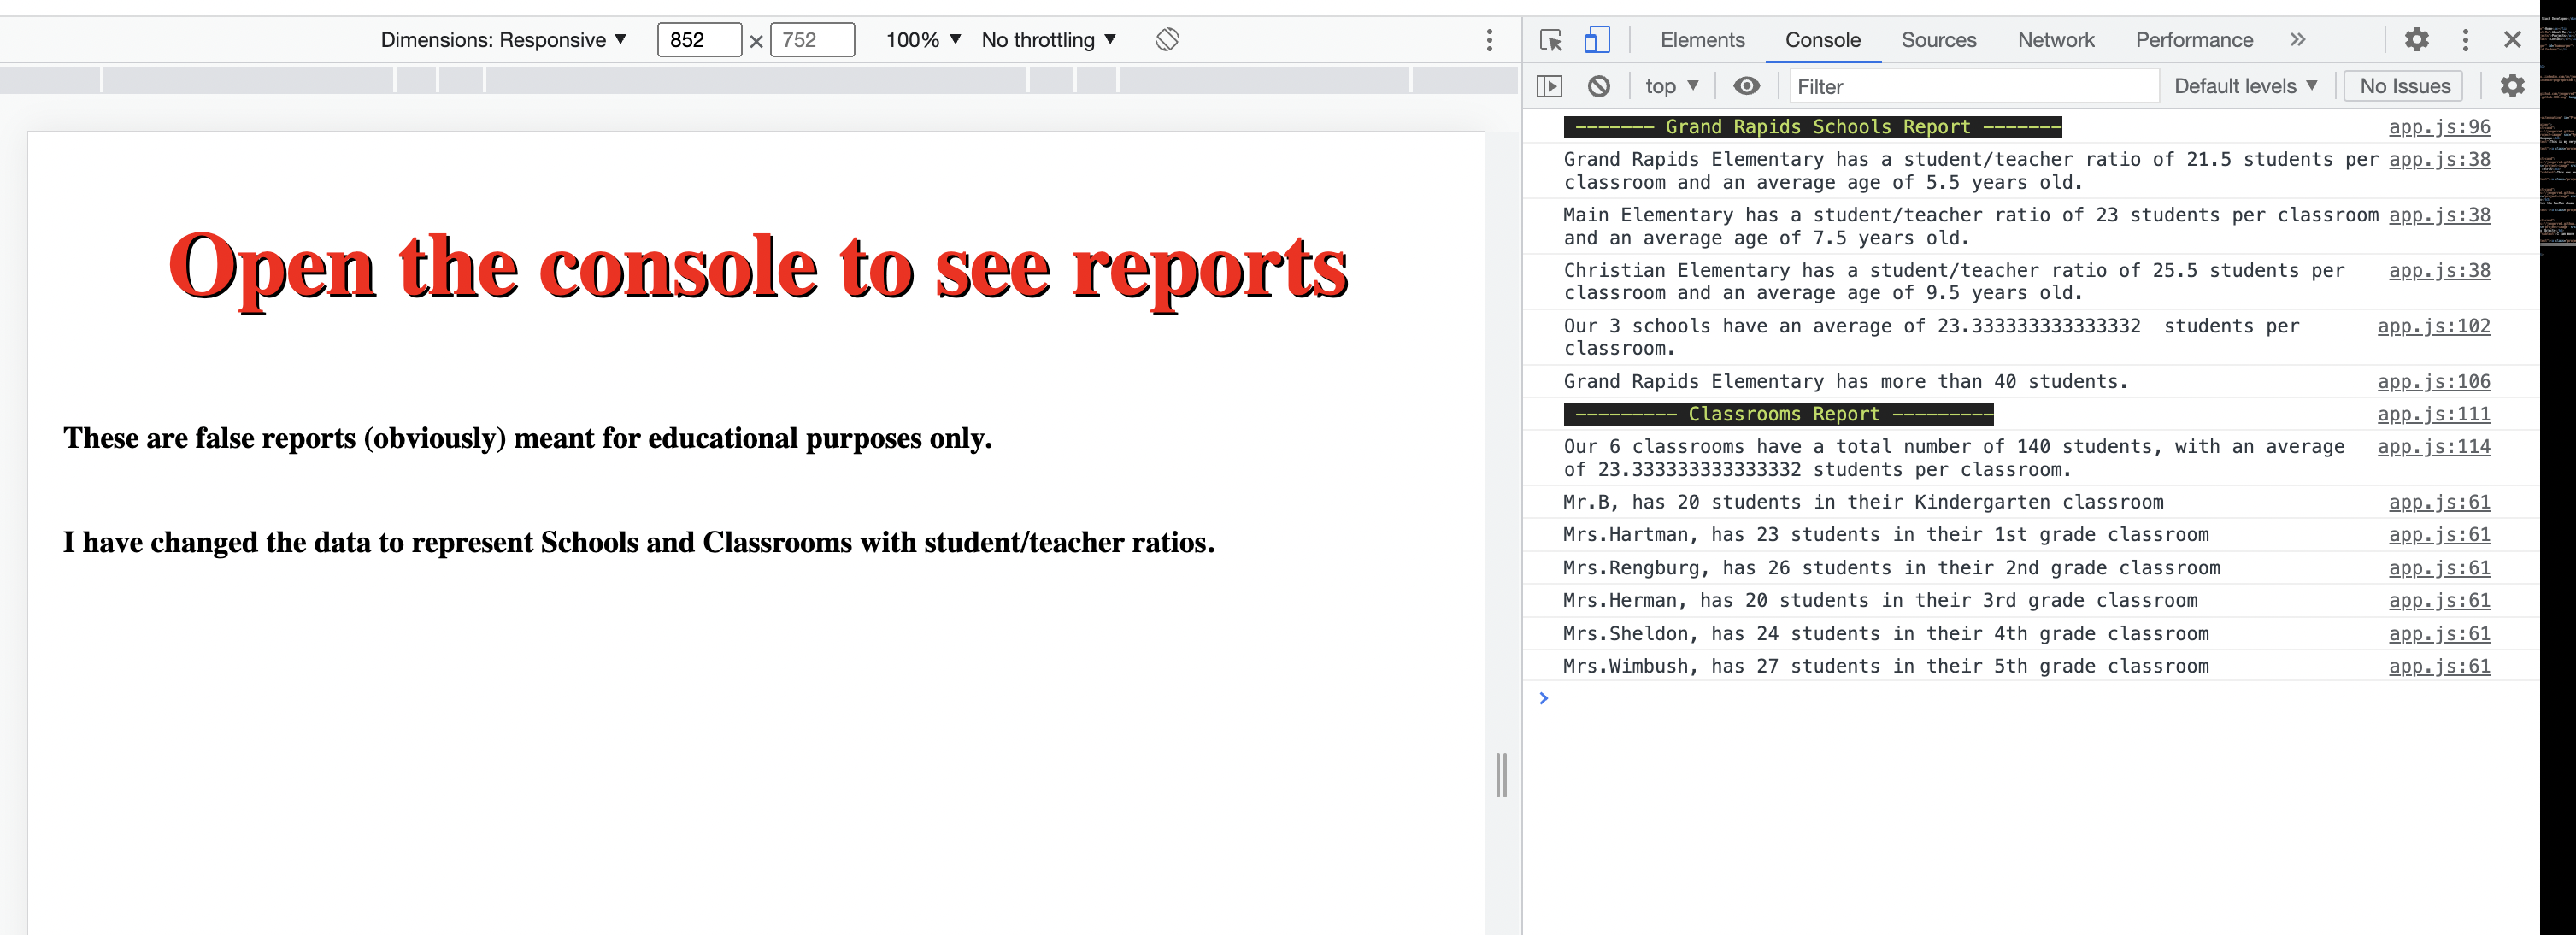 Dimensions: Responsive ▼ 852 × 752 100% ▼ No throttling ▼
Elements Console Sources Network Performance »
top ▼ Filter Default levels ▼ No Issues
Open the console to see reports
These are false reports (obviously) meant for educational purposes only.
I have changed the data to represent Schools and Classrooms with student/teacher ratios.
------- Grand Rapids Schools Report ------- app.js:96
Grand Rapids Elementary has a student/teacher ratio of 21.5 students per app.js:38
classroom and an average age of 5.5 years old.
Main Elementary has a student/teacher ratio of 23 students per classroom app.js:38
and an average age of 7.5 years old.
Christian Elementary has a student/teacher ratio of 25.5 students per app.js:38
classroom and an average age of 9.5 years old.
Our 3 schools have an average of 23.333333333333332  students per app.js:102
classroom.
Grand Rapids Elementary has more than 40 students. app.js:106
--------- Classrooms Report --------- app.js:111
Our 6 classrooms have a total number of 140 students, with an average app.js:114
of 23.333333333333332 students per classroom.
Mr.B, has 20 students in their Kindergarten classroom app.js:61
Mrs.Hartman, has 23 students in their 1st grade classroom app.js:61
Mrs.Rengburg, has 26 students in their 2nd grade classroom app.js:61
Mrs.Herman, has 20 students in their 3rd grade classroom app.js:61
Mrs.Sheldon, has 24 students in their 4th grade classroom app.js:61
Mrs.Wimbush, has 27 students in their 5th grade classroom app.js:61